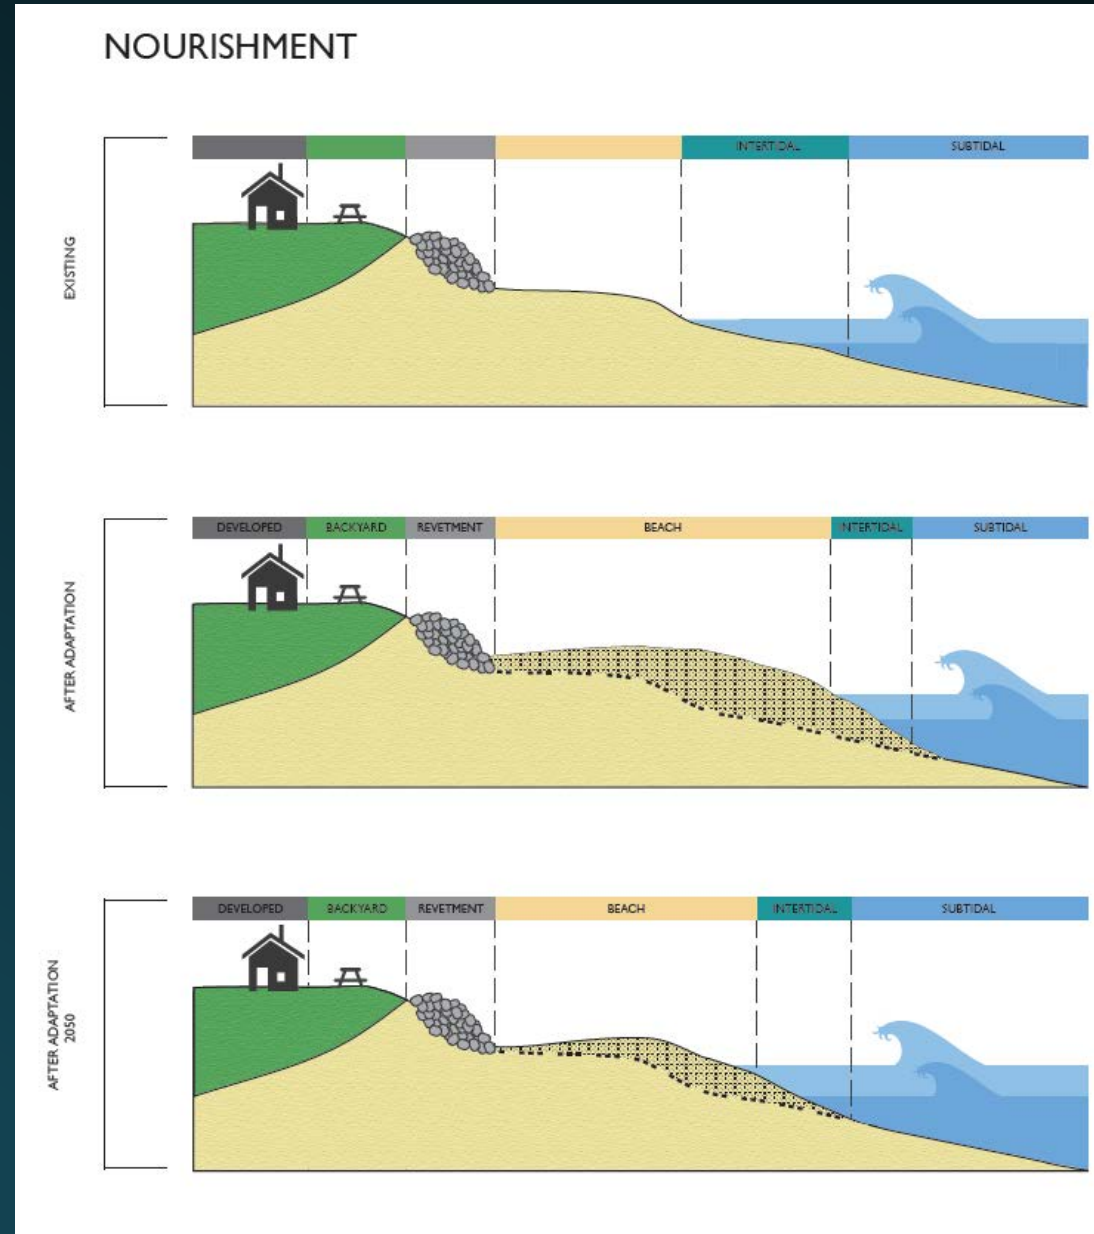 NOURISHMENT
INTERTIDAL SUBTIDAL
EXISTING
DEVELOPED BACKYARD REVETMENT BEACH INTERTIDAL SUBTIDAL
AFTER ADAPTATION
DEVELOPED BACKYARD REVETMENT BEACH INTERTIDAL SUBTIDAL
AFTER ADAPTATION
2050